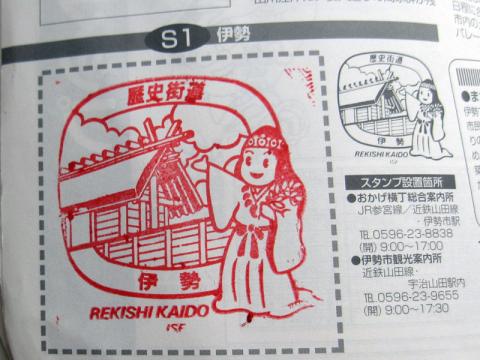 S1 伊勢
歴史街道
伊勢
REKISHI KAIDO
ISE
歴史街道
伊勢
REKISHI KAIDO
ISE
スタンプ設置箇所
●おかげ横丁総合案内所
JR参宮線／近鉄山田線
・伊勢市駅
TEL 0596-23-8838
(開) 9:00〜17:00
●伊勢市観光案内所
近鉄山田線・
宇治山田駅内
TEL 0596-23-9655
(開) 9:00〜17:30